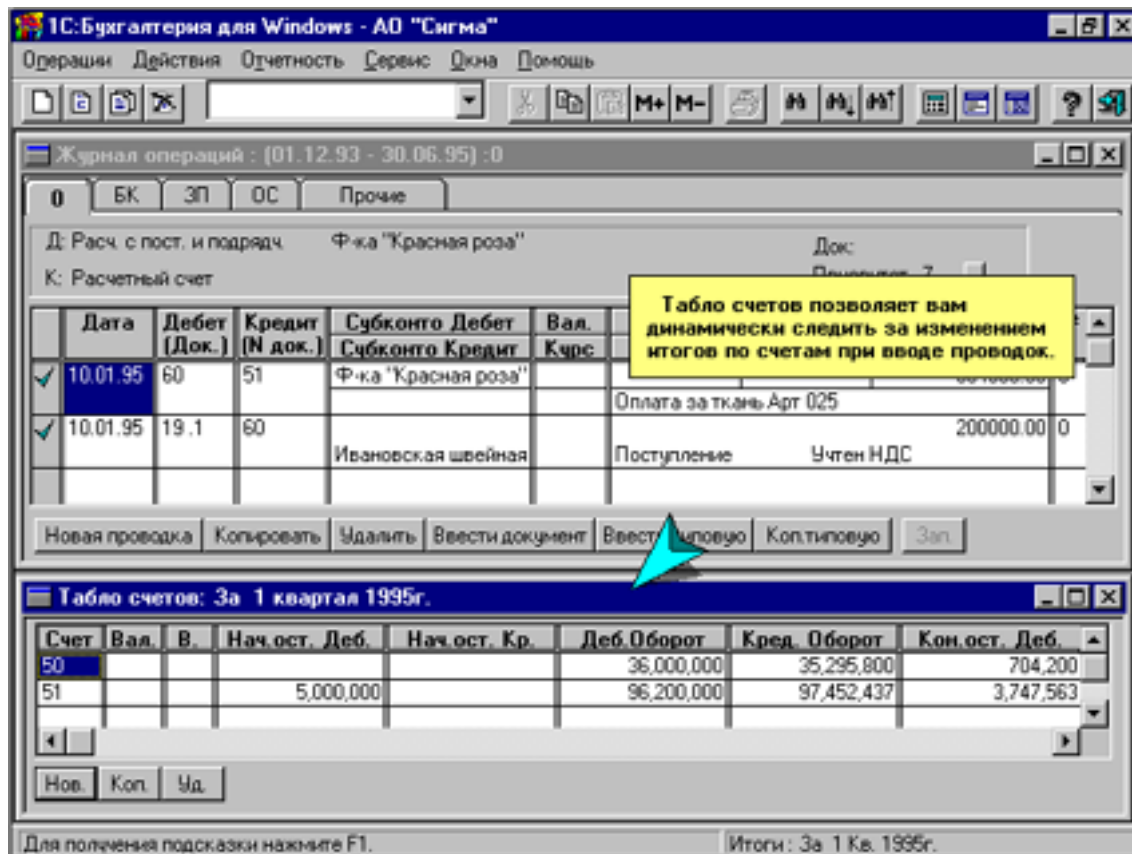 1С:Бухгалтерия для Windows - АО "Сигма"
Операции Действия Отчетность Сервис Окна Помощь
M+ M-
Журнал операций : (01.12.93 - 30.06.95) :0
0 БК ЗП ОС Прочие
Д: Расч. с пост. и подрядч. Ф-ка "Красная роза" Док:
К: Расчетный счет
Табло счетов позволяет вам
динамически следить за изменением
итогов по счетам при вводе проводок.
Дата Дебет Кредит Субконто Дебет Вал.
(Док.) (N док.) Субконто Кредит Курс
10.01.95 60 51 Ф-ка "Красная роза"
Оплата за ткань Арт 025
10.01.95 19.1 60 200000.00 0
Ивановская швейная Поступление Учтен НДС
Новая проводка Копировать Удалить Ввести документ Ввести типовую Коп.типовую Зап.
Табло счетов: За 1 квартал 1995г.
Счет Вал. В. Нач.ост. Деб. Нач.ост. Кр. Деб.Оборот Кред. Оборот Кон.ост. Деб.
50 36,000,000 35,295,800 704,200
51 5,000,000 96,200,000 97,452,437 3,747,563
Нов. Коп. Уд.
Для получения подсказки нажмите F1. Итоги : За 1 Кв. 1995г.